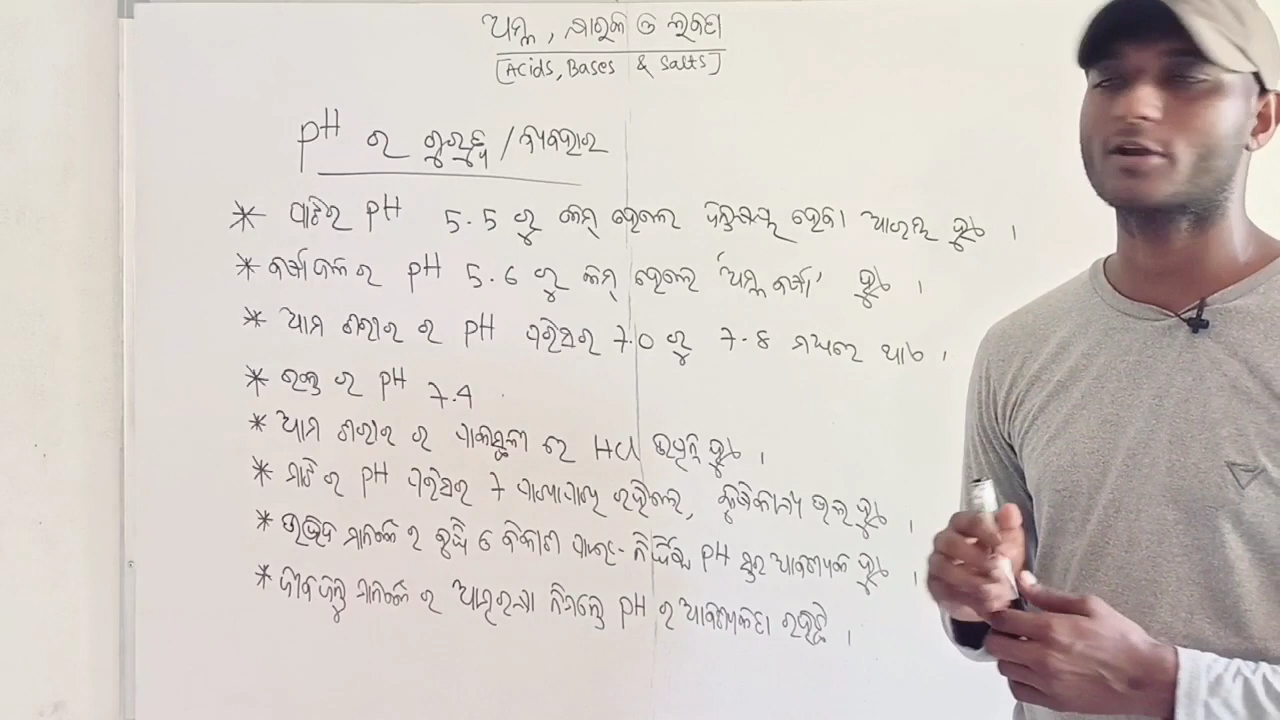 ଅମ୍ଳ, କ୍ଷାରକ ଓ ଲବଣ
[Acids, Bases & Salts]
pH ର ଗୁରୁତ୍ୱ / ବ୍ୟବହାର
* ପାଟିର pH 5.5 ରୁ କମ୍ ହେଲେ ଦନ୍ତକ୍ଷୟ ହେବା ଆରମ୍ଭ ହୁଏ ।
* ବର୍ଷାଜଳ ର pH 5.6 ରୁ କମ୍ ହେଲେ 'ଅମ୍ଳ ବର୍ଷା' ହୁଏ ।
* ଆମ ଶରୀର ର pH ପରିସର 7.0 ରୁ 7.8 ମଧ୍ୟରେ ଥାଏ ।
* ରକ୍ତ ର pH 7.4
* ଆମ ଶରୀର ର ପାକସ୍ଥଳୀ ରେ HCl ଉତ୍ପନ୍ନ ହୁଏ ।
* ମାଟି ର pH ପରିସର 7 ପାଖାପାଖି ରହିଲେ, କୃଷିକାର୍ଯ୍ୟ ଭଲ ହୁଏ ।
* ଉଦ୍ଭିଦ ମାନଙ୍କ ର ବୃଦ୍ଧି ଓ ବିକାଶ ପାଇଁ ନିର୍ଦ୍ଦିଷ୍ଟ pH ସ୍ତର ଆବଶ୍ୟକ ହୁଏ ।
* ଜୀବଜନ୍ତୁ ମାନଙ୍କ ର ଆତ୍ମରକ୍ଷା ନିମନ୍ତେ pH ର ଆବଶ୍ୟକତା ରହିଛି ।